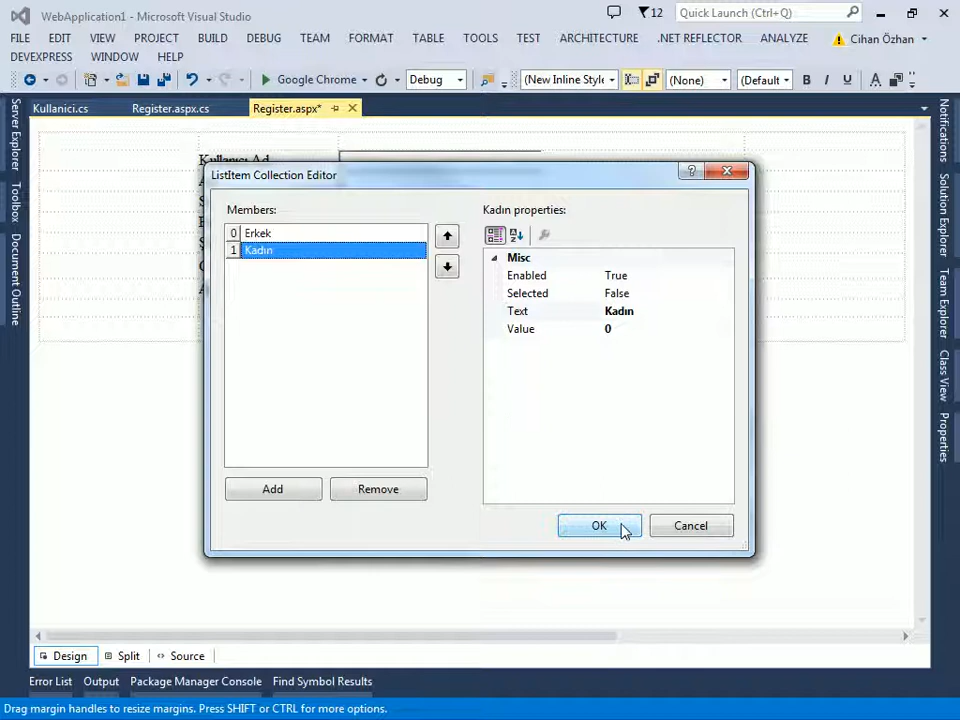 WebApplication1 - Microsoft Visual Studio
12
Quick Launch (Ctrl+Q)
FILE EDIT VIEW PROJECT BUILD DEBUG TEAM FORMAT TABLE TOOLS TEST ARCHITECTURE .NET REFLECTOR ANALYZE
Cihan Özhan
DEVEXPRESS WINDOW HELP
Google Chrome
Debug
(New Inline Style
(None)
(Default
B I U A
Kullanici.cs
Register.aspx.cs
Register.aspx*
Server Explorer
Toolbox
Document Outline
Kullanıcı Ad
ListItem Collection Editor
Members:
0 Erkek
1 Kadın
Add
Remove
Kadın properties:
Misc
Enabled True
Selected False
Text Kadın
Value 0
OK
Cancel
Notifications
Solution Explorer
Team Explorer
Class View
Properties
Design
Split
Source
Error List Output Package Manager Console Find Symbol Results
Drag margin handles to resize margins. Press SHIFT or CTRL for more options.